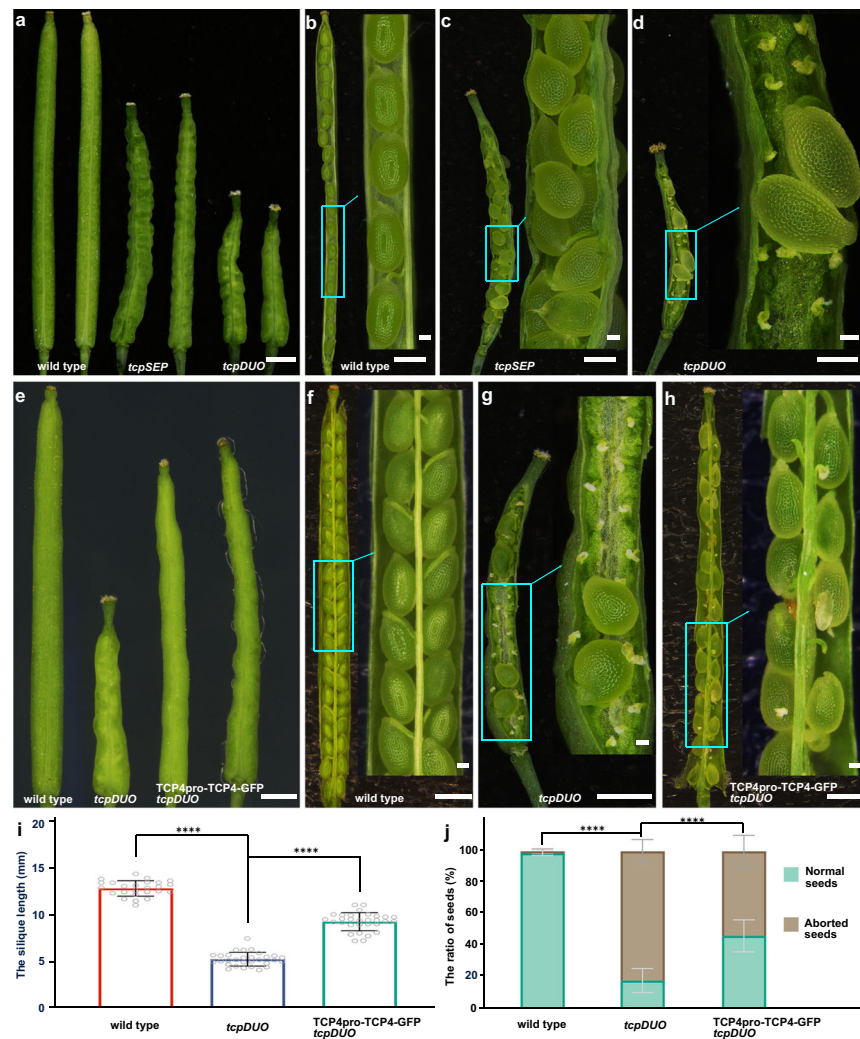 a
b
c
d
wild type
tcpSEP
tcpDUO
wild type
tcpSEP
tcpDUO
e
f
g
h
wild type
tcpDUO
TCP4pro-TCP4-GFP
tcpDUO
wild type
tcpDUO
TCP4pro-TCP4-GFP
tcpDUO
i
The silique length (mm)
20
15
10
5
0
****
****
wild type
tcpDUO
TCP4pro-TCP4-GFP
tcpDUO
j
The ratio of seeds (%)
100
80
60
40
20
0
****
****
Normal
seeds
Aborted
seeds
wild type
tcpDUO
TCP4pro-TCP4-GFP
tcpDUO